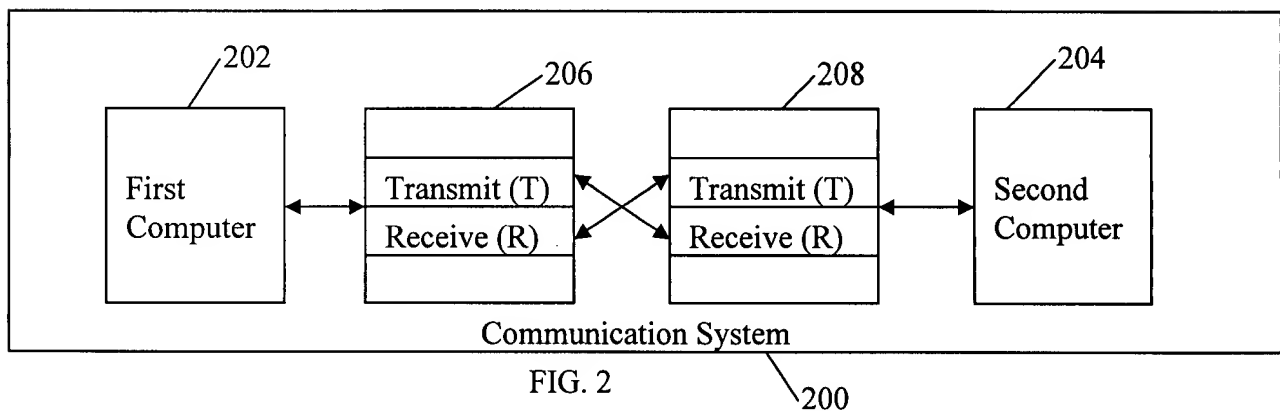 202
206
208
204
First
Computer
Transmit (T)
Receive (R)
Transmit (T)
Receive (R)
Second
Computer
Communication System
FIG. 2
200